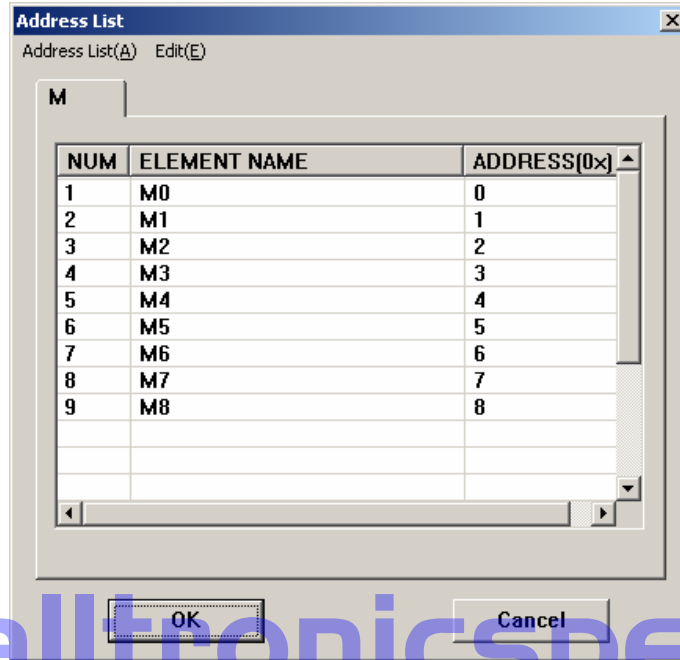 Address List
Address List(A) Edit(E)
M
NUM ELEMENT NAME ADDRESS(0x)
1 M0 0
2 M1 1
3 M2 2
4 M3 3
5 M4 4
6 M5 5
7 M6 6
8 M7 7
9 M8 8
OK Cancel